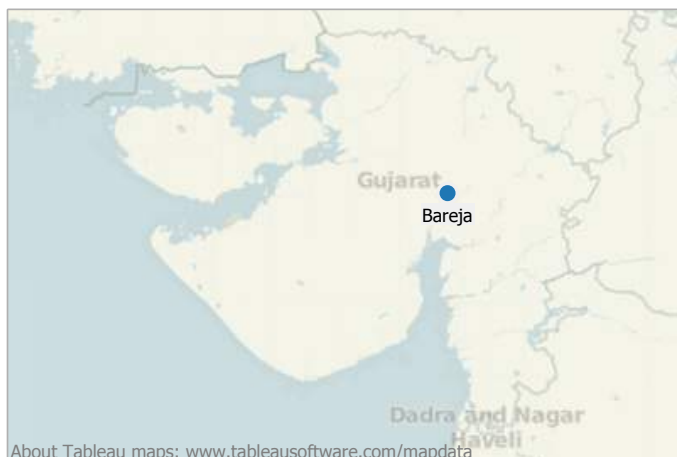 Gujarat
Bareja
Dadra and Nagar
Haveli
About Tableau maps: www.tableausoftware.com/mapdata